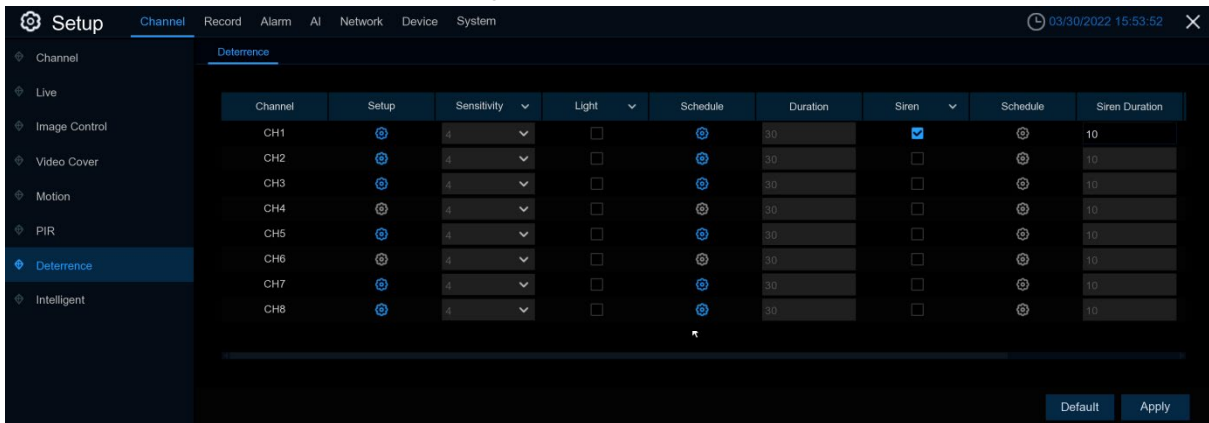 Setup Channel Record Alarm AI Network Device System 03/30/2022 15:53:52
Channel
Live
Image Control
Video Cover
Motion
PIR
Deterrence
Intelligent
Deterrence
Channel Setup Sensitivity Light Schedule Duration Siren Schedule Siren Duration
CH1 4 30 10
CH2 4 30 10
CH3 4 30 10
CH4 4 30 10
CH5 4 30 10
CH6 4 30 10
CH7 4 30 10
CH8 4 30 10
Default Apply